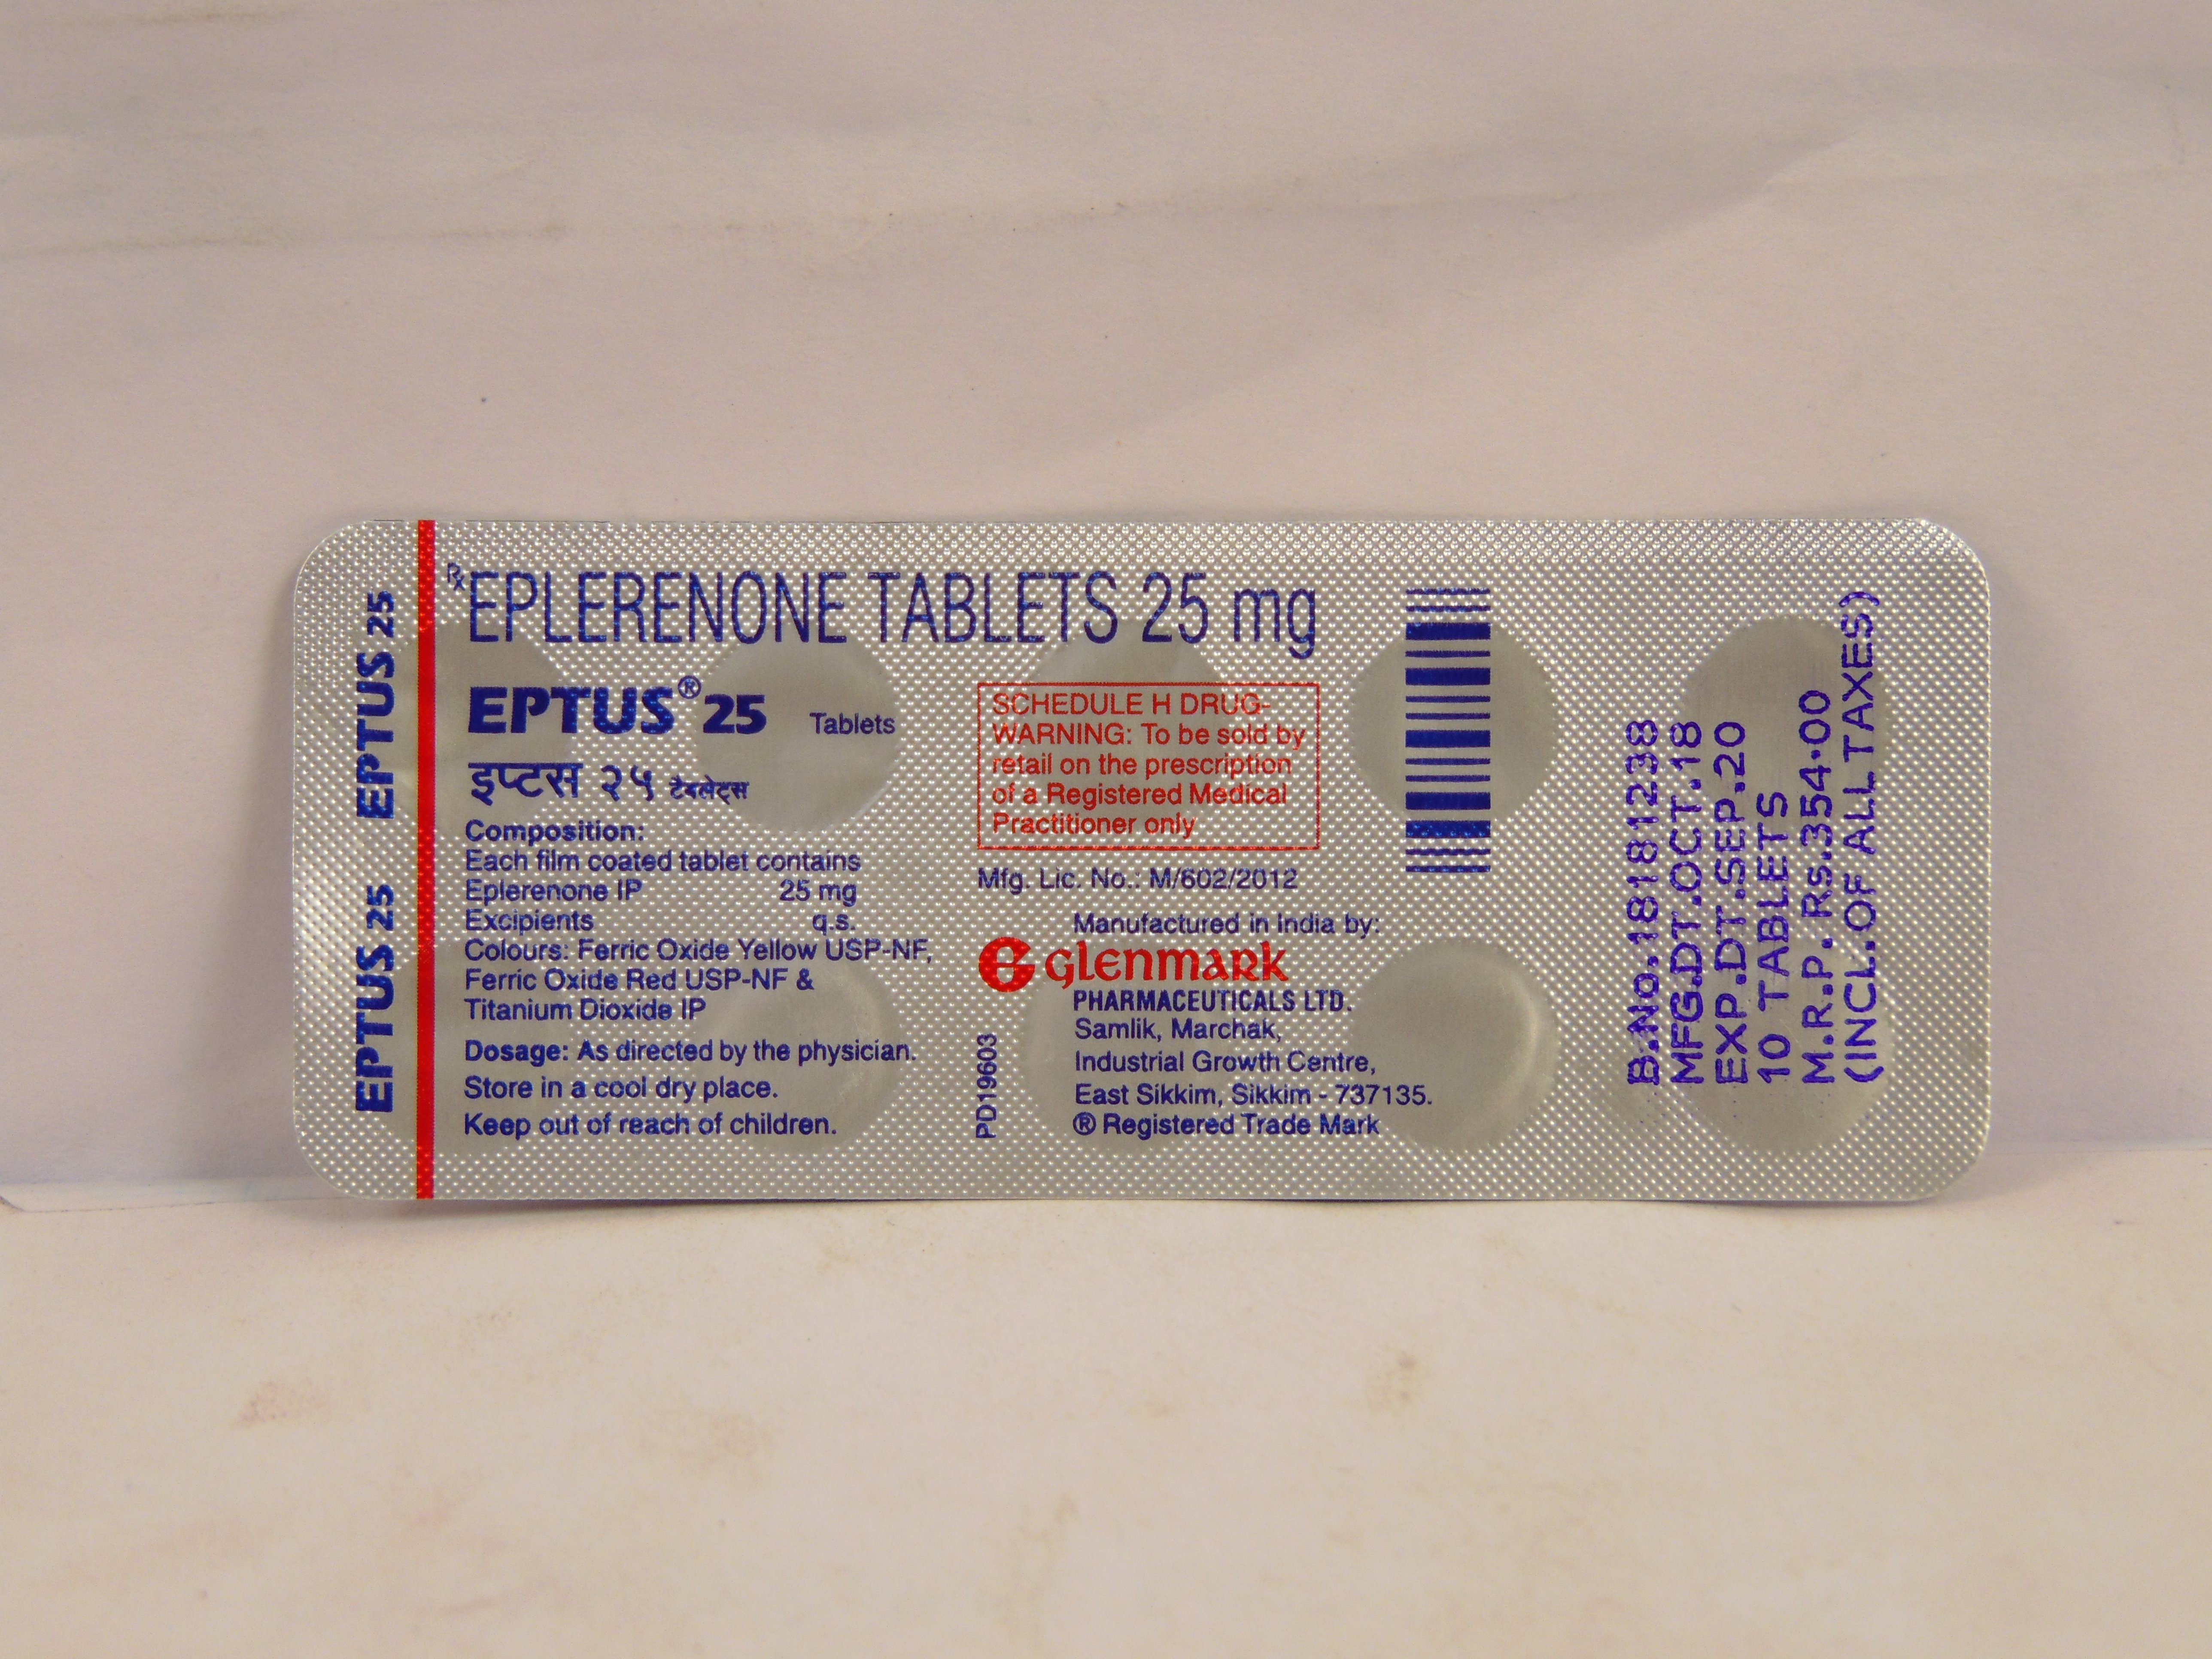 EPTUS 25 EPTUS 25
Rx EPLERENONE TABLETS 25 mg
EPTUS® 25 Tablets
इप्टस २५ टैबलेट्स
Composition:
Each film coated tablet contains
Eplerenone IP 25 mg
Excipients q.s.
Colours: Ferric Oxide Yellow USP-NF,
Ferric Oxide Red USP-NF &
Titanium Dioxide IP
Dosage: As directed by the physician.
Store in a cool dry place.
Keep out of reach of children.
SCHEDULE H DRUG-
WARNING: To be sold by
retail on the prescription
of a Registered Medical
Practitioner only
Mfg. Lic. No.: M/602/2012
Manufactured in India by:
glenmark
PHARMACEUTICALS LTD.
Samlik, Marchak,
Industrial Growth Centre,
East Sikkim, Sikkim - 737135.
® Registered Trade Mark
PD19603
B.No.18181238
MFG.DT.OCT.18
EXP.DT.SEP.20
10 TABLETS
M.R.P. Rs.354.00
(INCL.OF ALL TAXES)